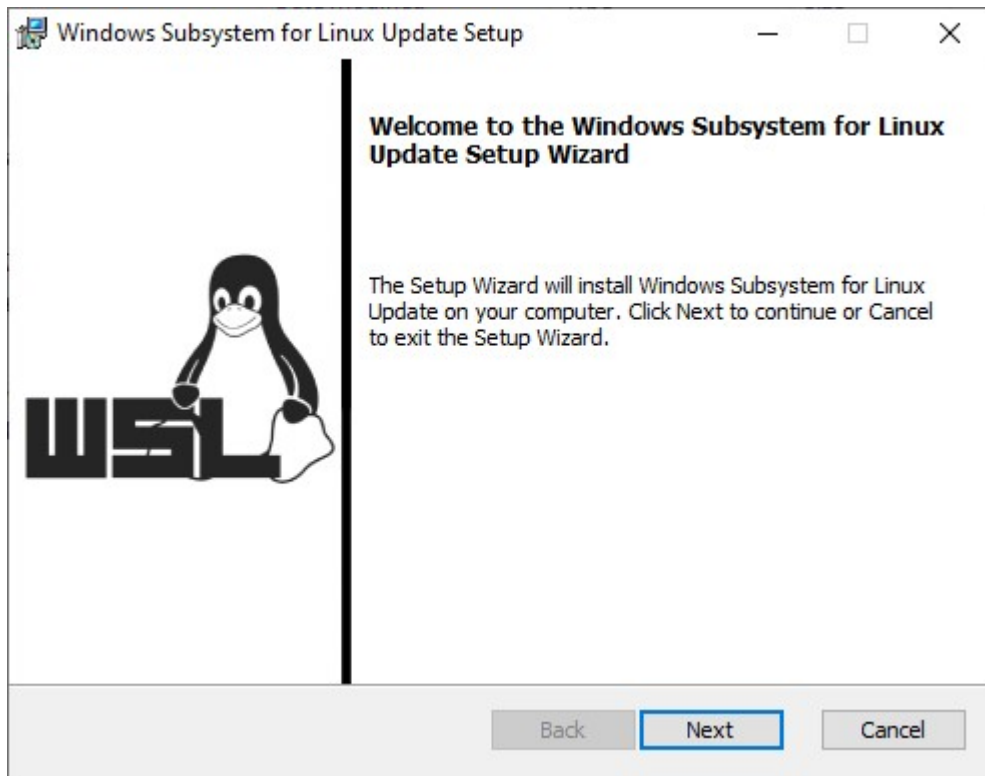 Windows Subsystem for Linux Update Setup
Welcome to the Windows Subsystem for Linux
Update Setup Wizard
The Setup Wizard will install Windows Subsystem for Linux
Update on your computer. Click Next to continue or Cancel
to exit the Setup Wizard.
WSL
Back
Next
Cancel